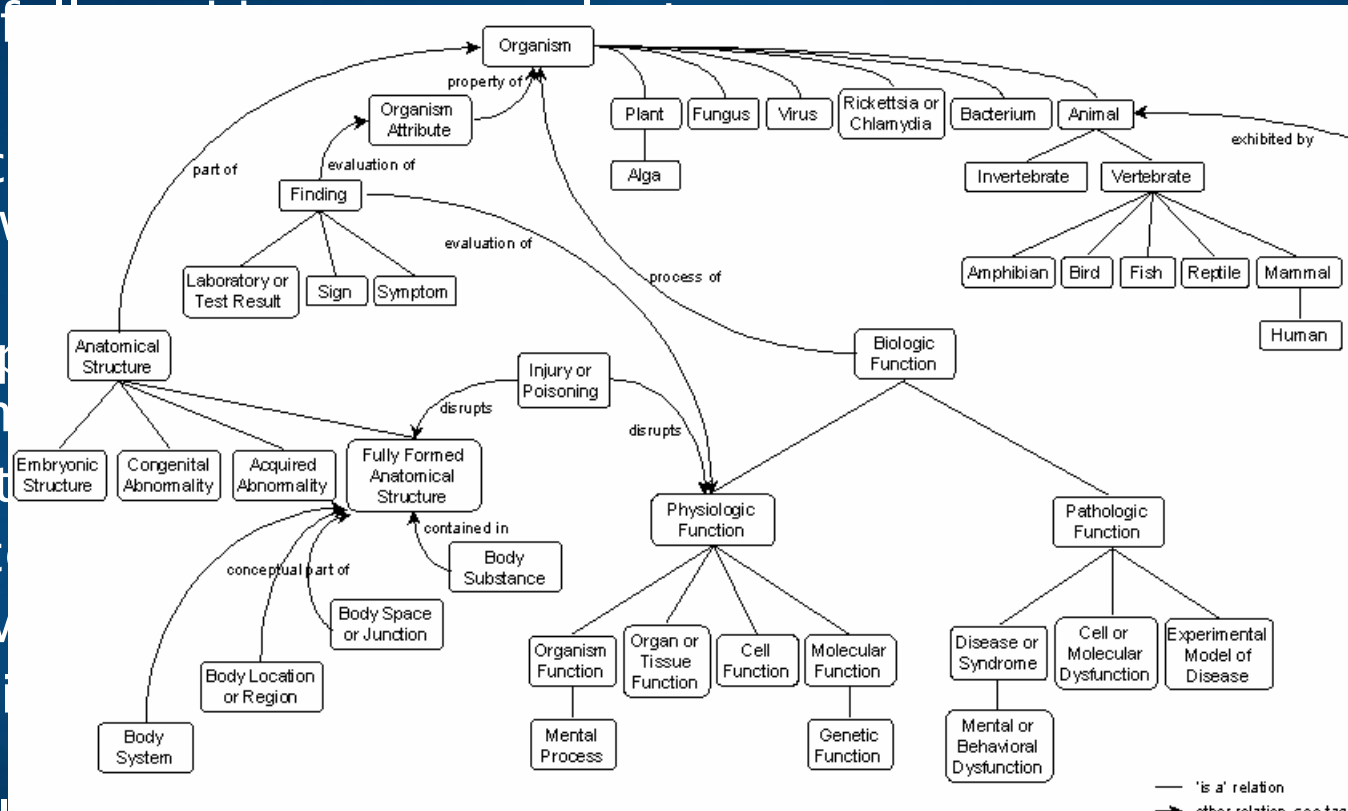 Organism
property of
Organism
Attribute
Plant
Fungus
Virus
Rickettsia or
Chlamydia
Bacterium
Animal
exhibited by
part of
evaluation of
Finding
Alga
Invertebrate
Vertebrate
evaluation of
Laboratory or
Test Result
Sign
Symptom
process of
Amphibian
Bird
Fish
Reptile
Mammal
Human
Anatomical
Structure
Injury or
Poisoning
Biologic
Function
disrupts
disrupts
Embryonic
Structure
Congenital
Abnormality
Acquired
Abnormality
Fully Formed
Anatomical
Structure
Physiologic
Function
Pathologic
Function
contained in
Body
Substance
conceptual part of
Body Space
or Junction
Body Location
or Region
Body
System
Organism
Function
Organ or
Tissue
Function
Cell
Function
Molecular
Function
Mental
Process
Genetic
Function
Disease or
Syndrome
Cell or
Molecular
Dysfunction
Experimental
Model of
Disease
Mental or
Behavioral
Dysfunction
'is a' relation
other relation, see